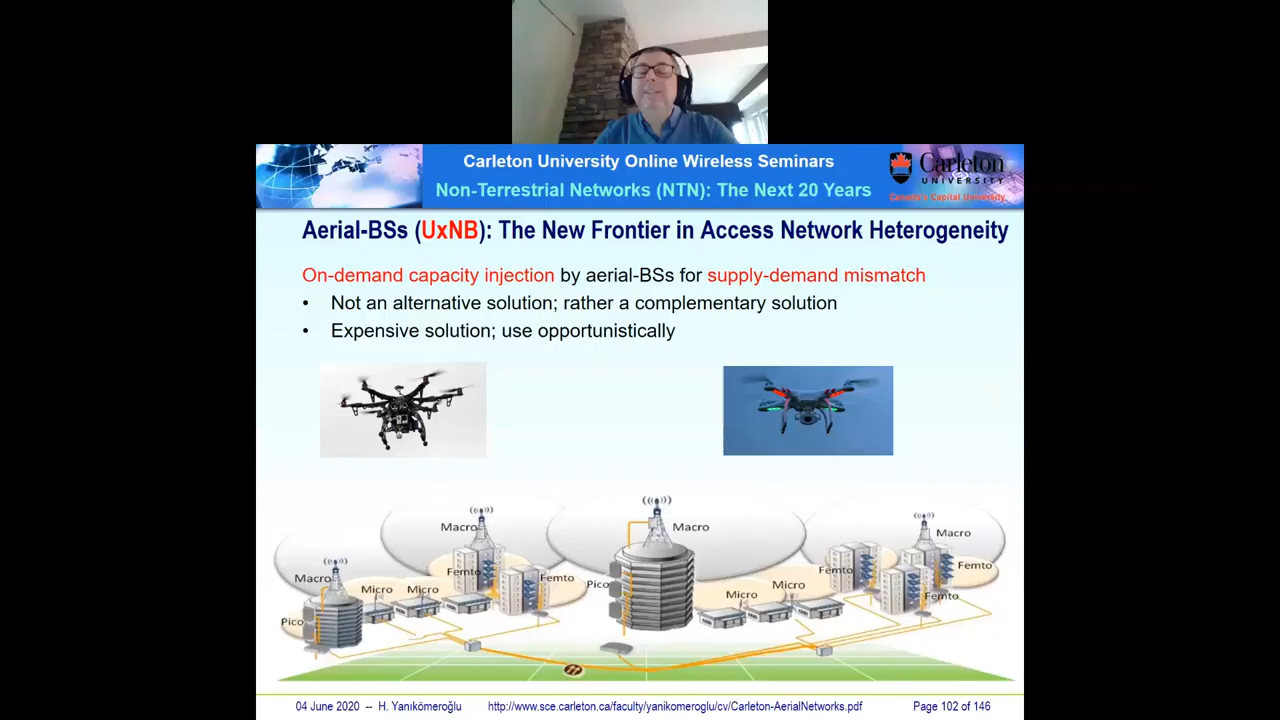 Carleton University Online Wireless Seminars
Non-Terrestrial Networks (NTN): The Next 20 Years
Carleton
UNIVERSITY
Canada's Capital University
Aerial-BSs (UxNB): The New Frontier in Access Network Heterogeneity
On-demand capacity injection by aerial-BSs for supply-demand mismatch
• Not an alternative solution; rather a complementary solution
• Expensive solution; use opportunistically
Macro
Macro
Macro
Macro
Femto
Femto
Femto
Femto
Femto
Pico
Pico
Micro
Micro
Micro
Micro
04 June 2020 -- H. Yanıkömeroğlu
http://www.sce.carleton.ca/faculty/yanikomeroglu/cv/Carleton-AerialNetworks.pdf
Page 102 of 146